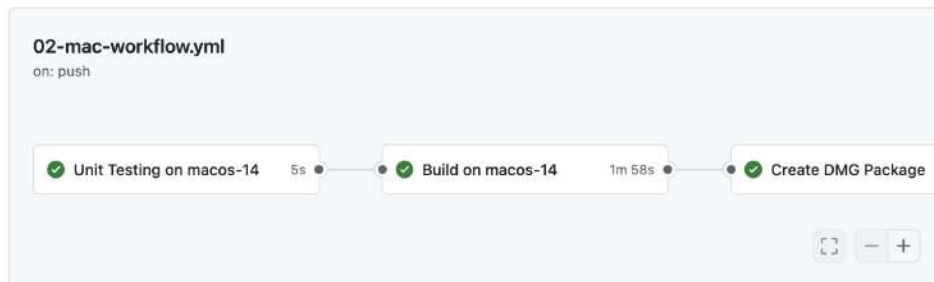 02-mac-workflow.yml
on: push
Unit Testing on macos-14 5s
Build on macos-14 1m 58s
Create DMG Package